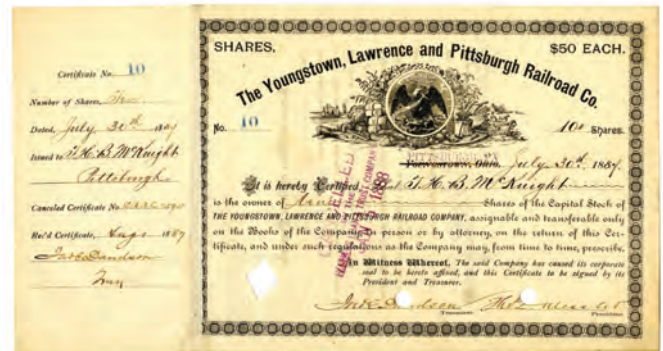 Certificate No. 10
Number of Shares, Ten
Dated, July 30th 1887
Issued to T. H. B. McKnight
Pittsburgh
Canceled Certificate No.
Rec'd Certificate, Aug 1887
SHARES. $50 EACH.
The Youngstown, Lawrence and Pittsburgh Railroad Co.
No. 10 10 Shares.
PITTSBURGH, PA
Youngstown, Ohio, July 30th, 1887.
It is hereby Certified, that T. H. B. McKnight
is the owner of Shares of the Capital Stock of
THE YOUNGSTOWN, LAWRENCE AND PITTSBURGH RAILROAD COMPANY, assignable and transferable only
on the Books of the Company in person or by attorney, on the return of this Cer-
tificate, and under such regulations as the Company may, from time to time, prescribe.
In Witness Whereof, The said Company has caused its corporate
seal to be hereto affixed, and this Certificate to be signed by its
President and Treasurer.
Treasurer. President.